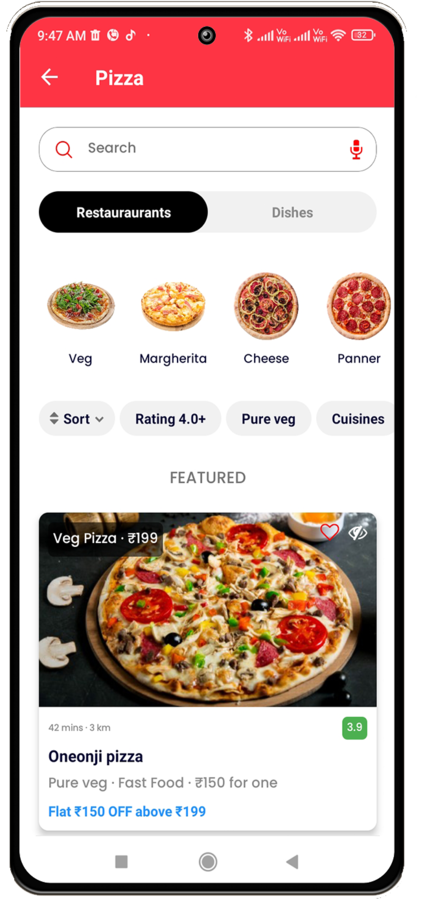 9:47 AM
Vo WiFi
Vo WiFi
32
Pizza
Search
Restauraurants
Dishes
Veg
Margherita
Cheese
Panner
Sort
Rating 4.0+
Pure veg
Cuisines
FEATURED
Veg Pizza · ₹199
42 mins · 3 km
3.9
Oneonji pizza
Pure veg · Fast Food · ₹150 for one
Flat ₹150 OFF above ₹199